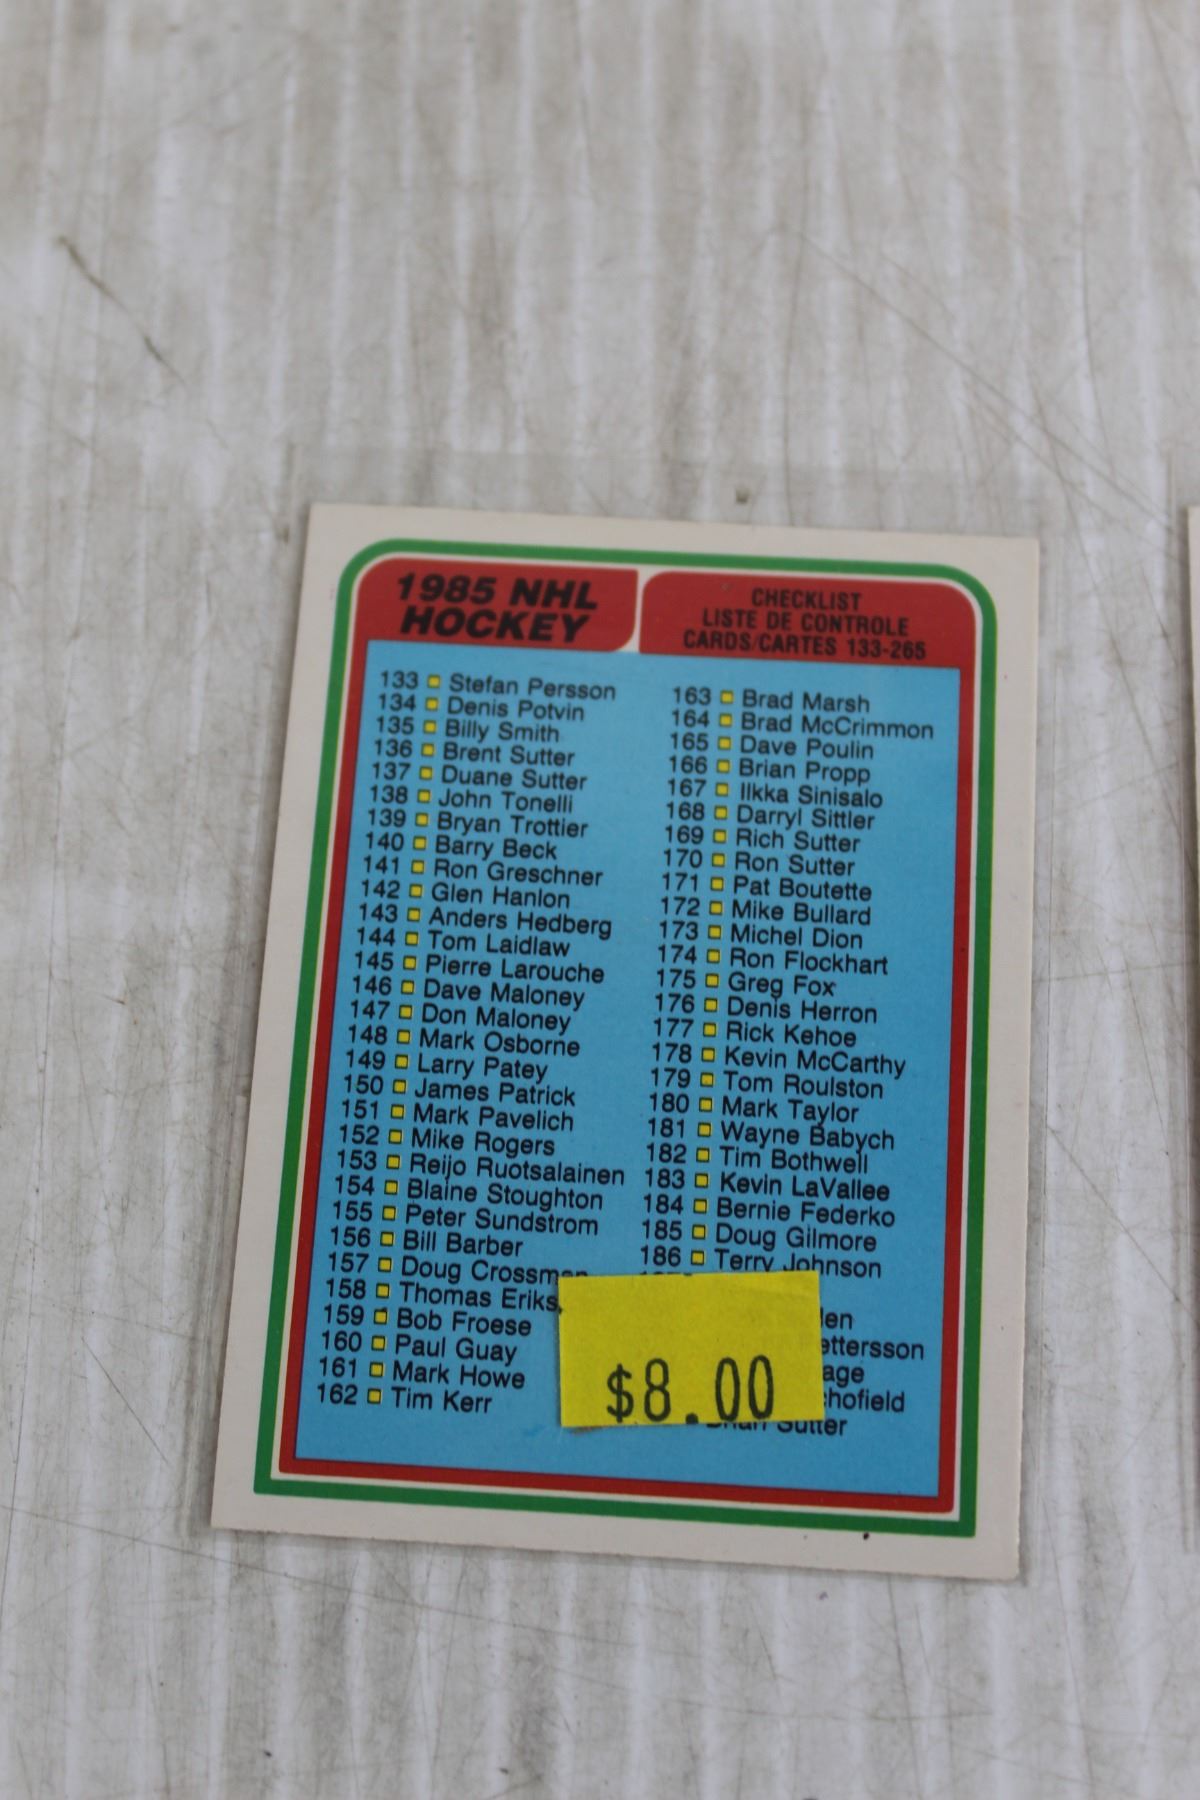 1985 NHL
HOCKEY
CHECKLIST
LISTE DE CONTROLE
CARDS/CARTES 133-265
133 Stefan Persson
134 Denis Potvin
135 Billy Smith
136 Brent Sutter
137 Duane Sutter
138 John Tonelli
139 Bryan Trottier
140 Barry Beck
141 Ron Greschner
142 Glen Hanlon
143 Anders Hedberg
144 Tom Laidlaw
145 Pierre Larouche
146 Dave Maloney
147 Don Maloney
148 Mark Osborne
149 Larry Patey
150 James Patrick
151 Mark Pavelich
152 Mike Rogers
153 Reijo Ruotsalainen
154 Blaine Stoughton
155 Peter Sundstrom
156 Bill Barber
157 Doug Crossman
158 Thomas Eriks
159 Bob Froese
160 Paul Guay
161 Mark Howe
162 Tim Kerr
163 Brad Marsh
164 Brad McCrimmon
165 Dave Poulin
166 Brian Propp
167 Ilkka Sinisalo
168 Darryl Sittler
169 Rich Sutter
170 Ron Sutter
171 Pat Boutette
172 Mike Bullard
173 Michel Dion
174 Ron Flockhart
175 Greg Fox
176 Denis Herron
177 Rick Kehoe
178 Kevin McCarthy
179 Tom Roulston
180 Mark Taylor
181 Wayne Babych
182 Tim Bothwell
183 Kevin LaVallee
184 Bernie Federko
185 Doug Gilmore
186 Terry Johnson
len
ettersson
age
chofield
Brian Sutter
$8.00